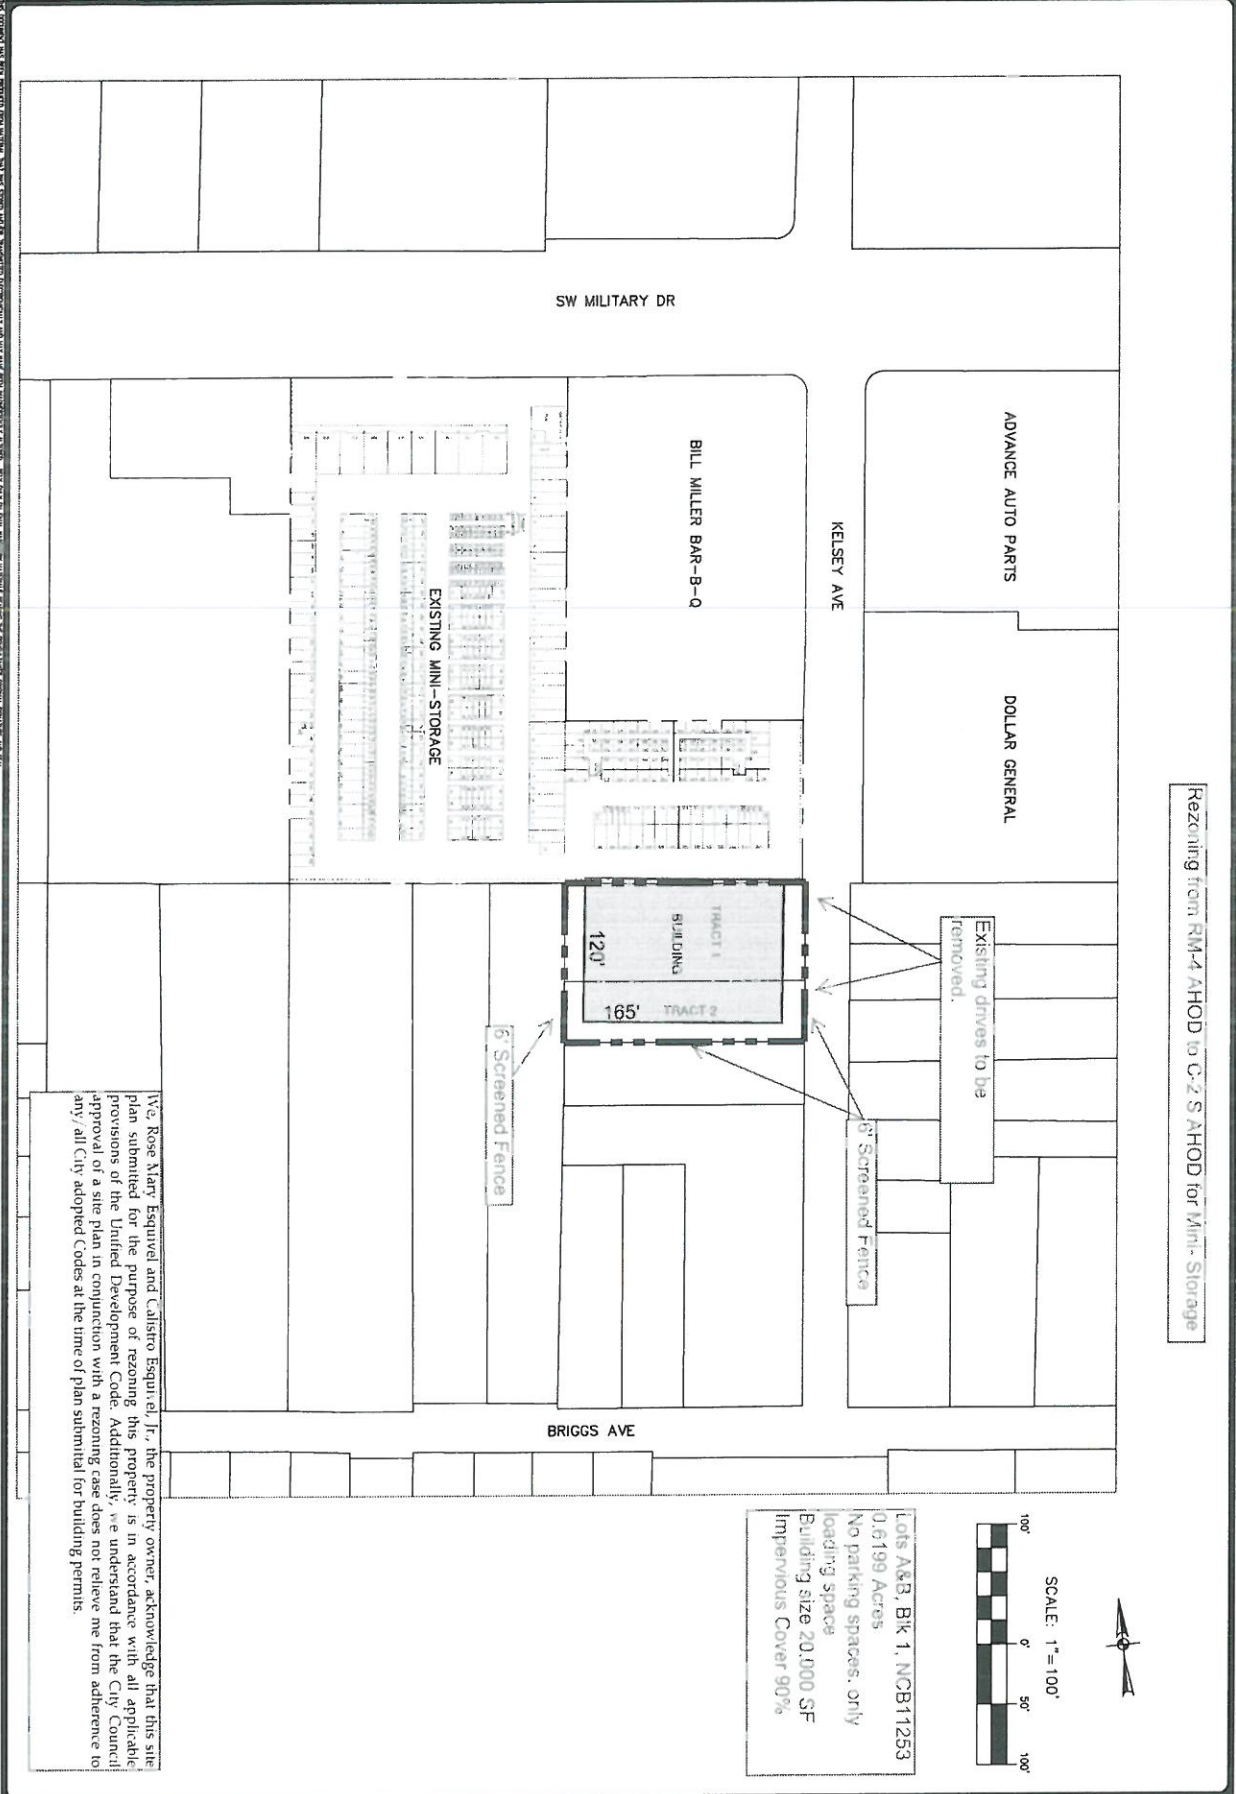 Rezoning from RM-4 AHOD to C-2 S AHOD for Mini-Storage
SW MILITARY DR
ADVANCE AUTO PARTS
BILL MILLER BAR-B-Q
KELSEY AVE
DOLLAR GENERAL
EXISTING MINI-STORAGE
Existing drives to be
removed.
TRACT 1
BUILDING
120'
165'
TRACT 2
6' Screened Fence
6' Screened Fence
BRIGGS AVE
100'
0'
50'
100'
SCALE: 1"=100'
Lots A&B, Blk 1, NCB11253
0.6199 Acres
No parking spaces, only
loading space
Building size 20,000 SF
Impervious Cover 90%
We, Rose Mary Esquivel and Calistro Esquivel, Jr., the property owner, acknowledge that this site
plan submitted for the purpose of rezoning this property is in accordance with all applicable
provisions of the Unified Development Code. Additionally, we understand that the City Council
approval of a site plan in conjunction with a rezoning case does not relieve me from adherence to
any/all City adopted Codes at the time of plan submittal for building permits.